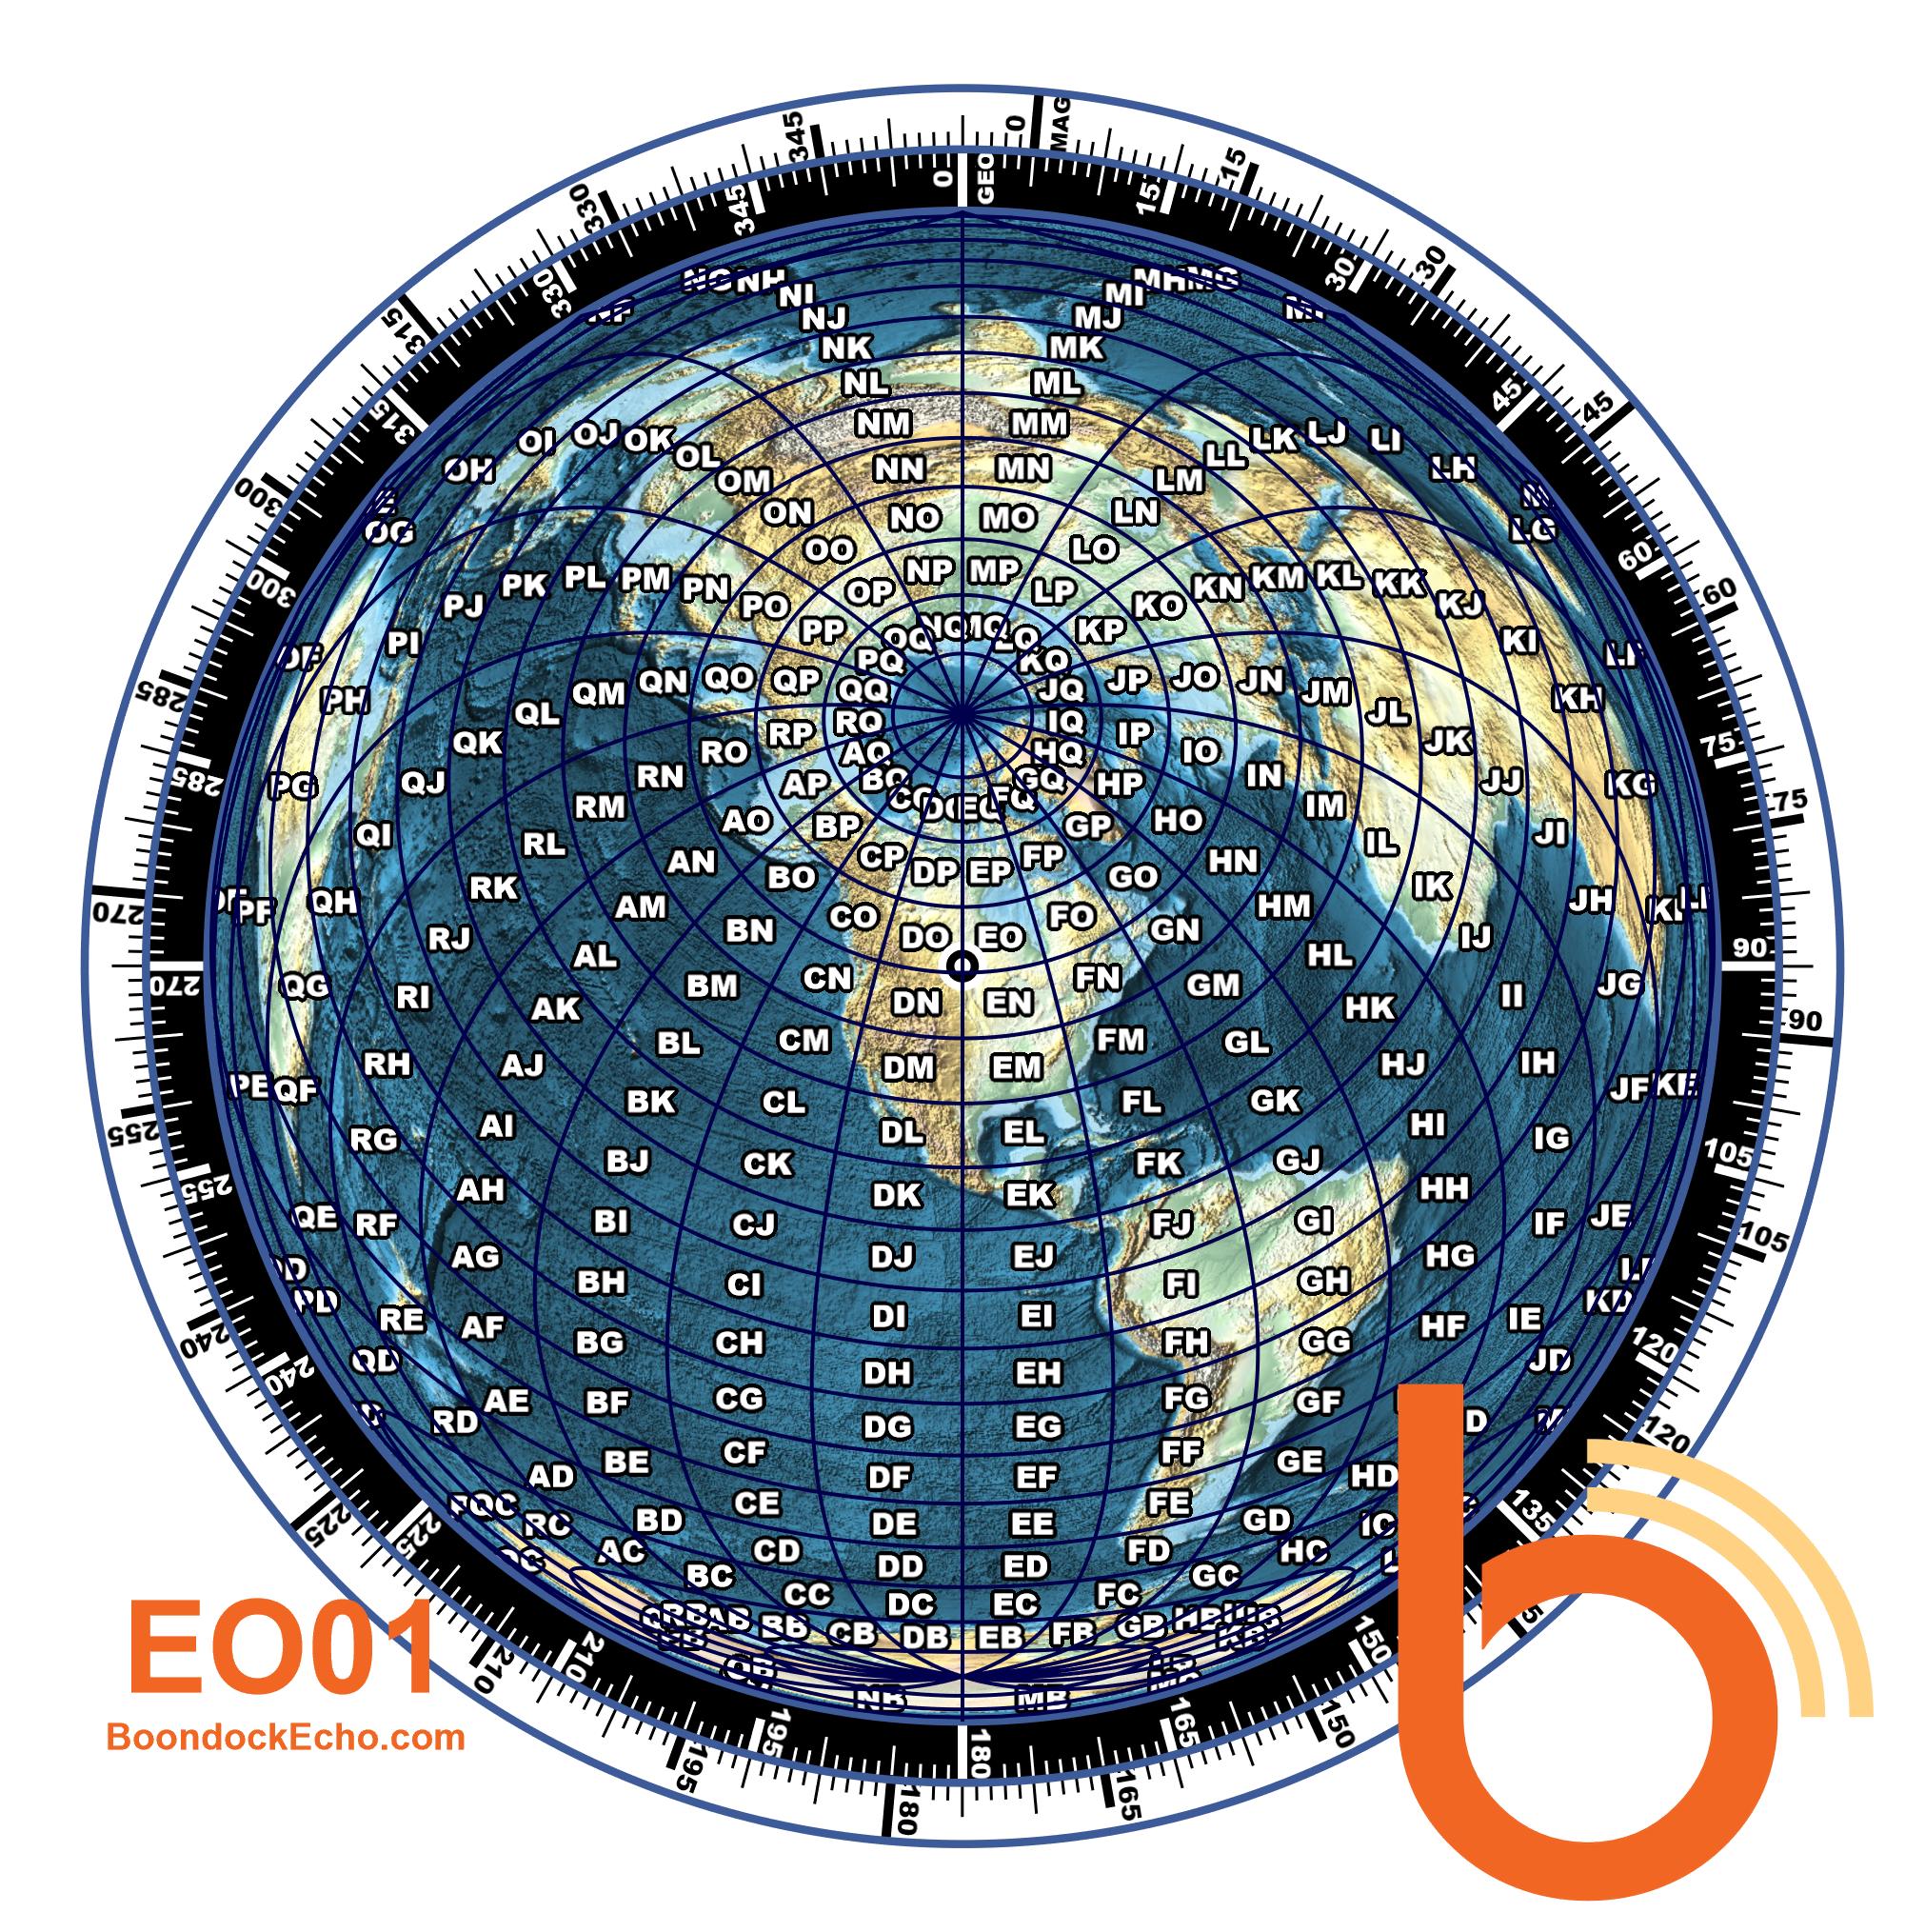 345 0 MAG 15
330 345 0 GEO 15 30
330 30
315 NH MH MG
NI MI
NJ MJ
315 NK MK 45 45
NL ML
NM MM
OI OJ OK LK LJ LI
OH OL NN MN LL LH
300 OM LM
OG ON NO MO LN LG 60
OO LO
300 PK PL PM PN NP MP KN KM KL KK 60
PJ PO OP LP KO KJ
PI PP OQ NQ MQ KP KI
285 PQ KQ
PH QM QN QO QP QQ JQ JP JO JN JM KH
QL RQ IQ JL
QK RO RP AQ HQ IP IO JK 75
285 PG QJ RN AP BQ GQ HP IN JJ KG
QI RM AO BP GP HO IM JI 75
RL AN CP DP EP FP HN IL
RK BO GO IK
270 PF QH AM CO FO HM JH
RJ BN DO EO GN IJ 90
AL HL
270 QG RI BM CN FN GM II JG
AK DN EN HK
BL CM FM GL 90
RH AJ DM EM HJ IH
PE QF BK CL FL GK JF KE
255 RG AI DL EL HI IG
BJ CK FK GJ 105
255 AH DK EK HH
QE RF BI CJ FJ GI IF JE 105
AG DJ EJ HG
BH CI FI GH
PD KD
240 RE AF DI EI HF IE
BG CH FH GG 120
240 QD DH EH JD
AE BF CG FG GF
RD DG EG 120
BE CF FF GE
AD DF EF HD
225 225 RC BD CE FE GD 135
DE EE
AC CD FD HC
BC DD ED GC
CC DC EC FC
BB CB DB EB FB GB
210 210 150
NB MB
195 195 180 165 150
180 165
EO01
BoondockEcho.com